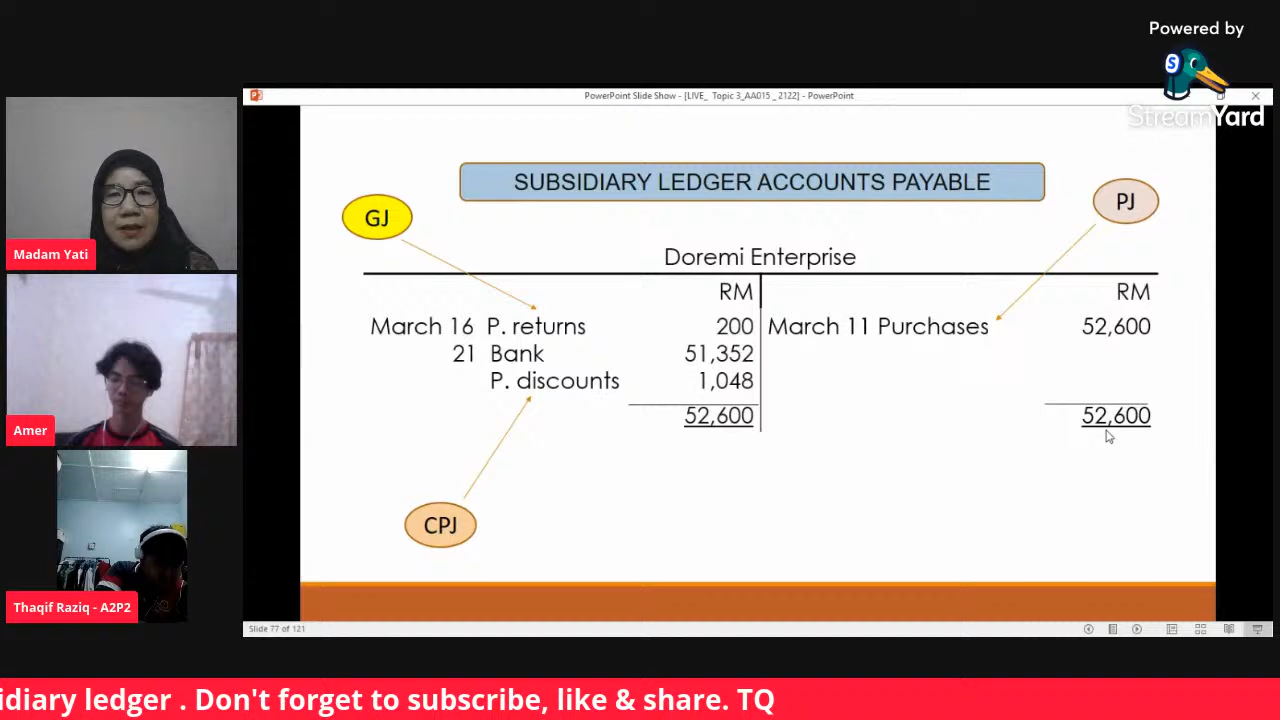 Powered by
S
StreamYard
PowerPoint Slide Show - [LIVE_ Topic 3_AA015 _ 2122] - PowerPoint
SUBSIDIARY LEDGER ACCOUNTS PAYABLE
GJ
PJ
Doremi Enterprise
RM RM
March 16 P. returns 200 March 11 Purchases 52,600
21 Bank 51,352
P. discounts 1,048
52,600 52,600
CPJ
Slide 77 of 121
Madam Yati
Amer
Thaqif Raziq - A2P2
idiary ledger . Don't forget to subscribe, like & share. TQ